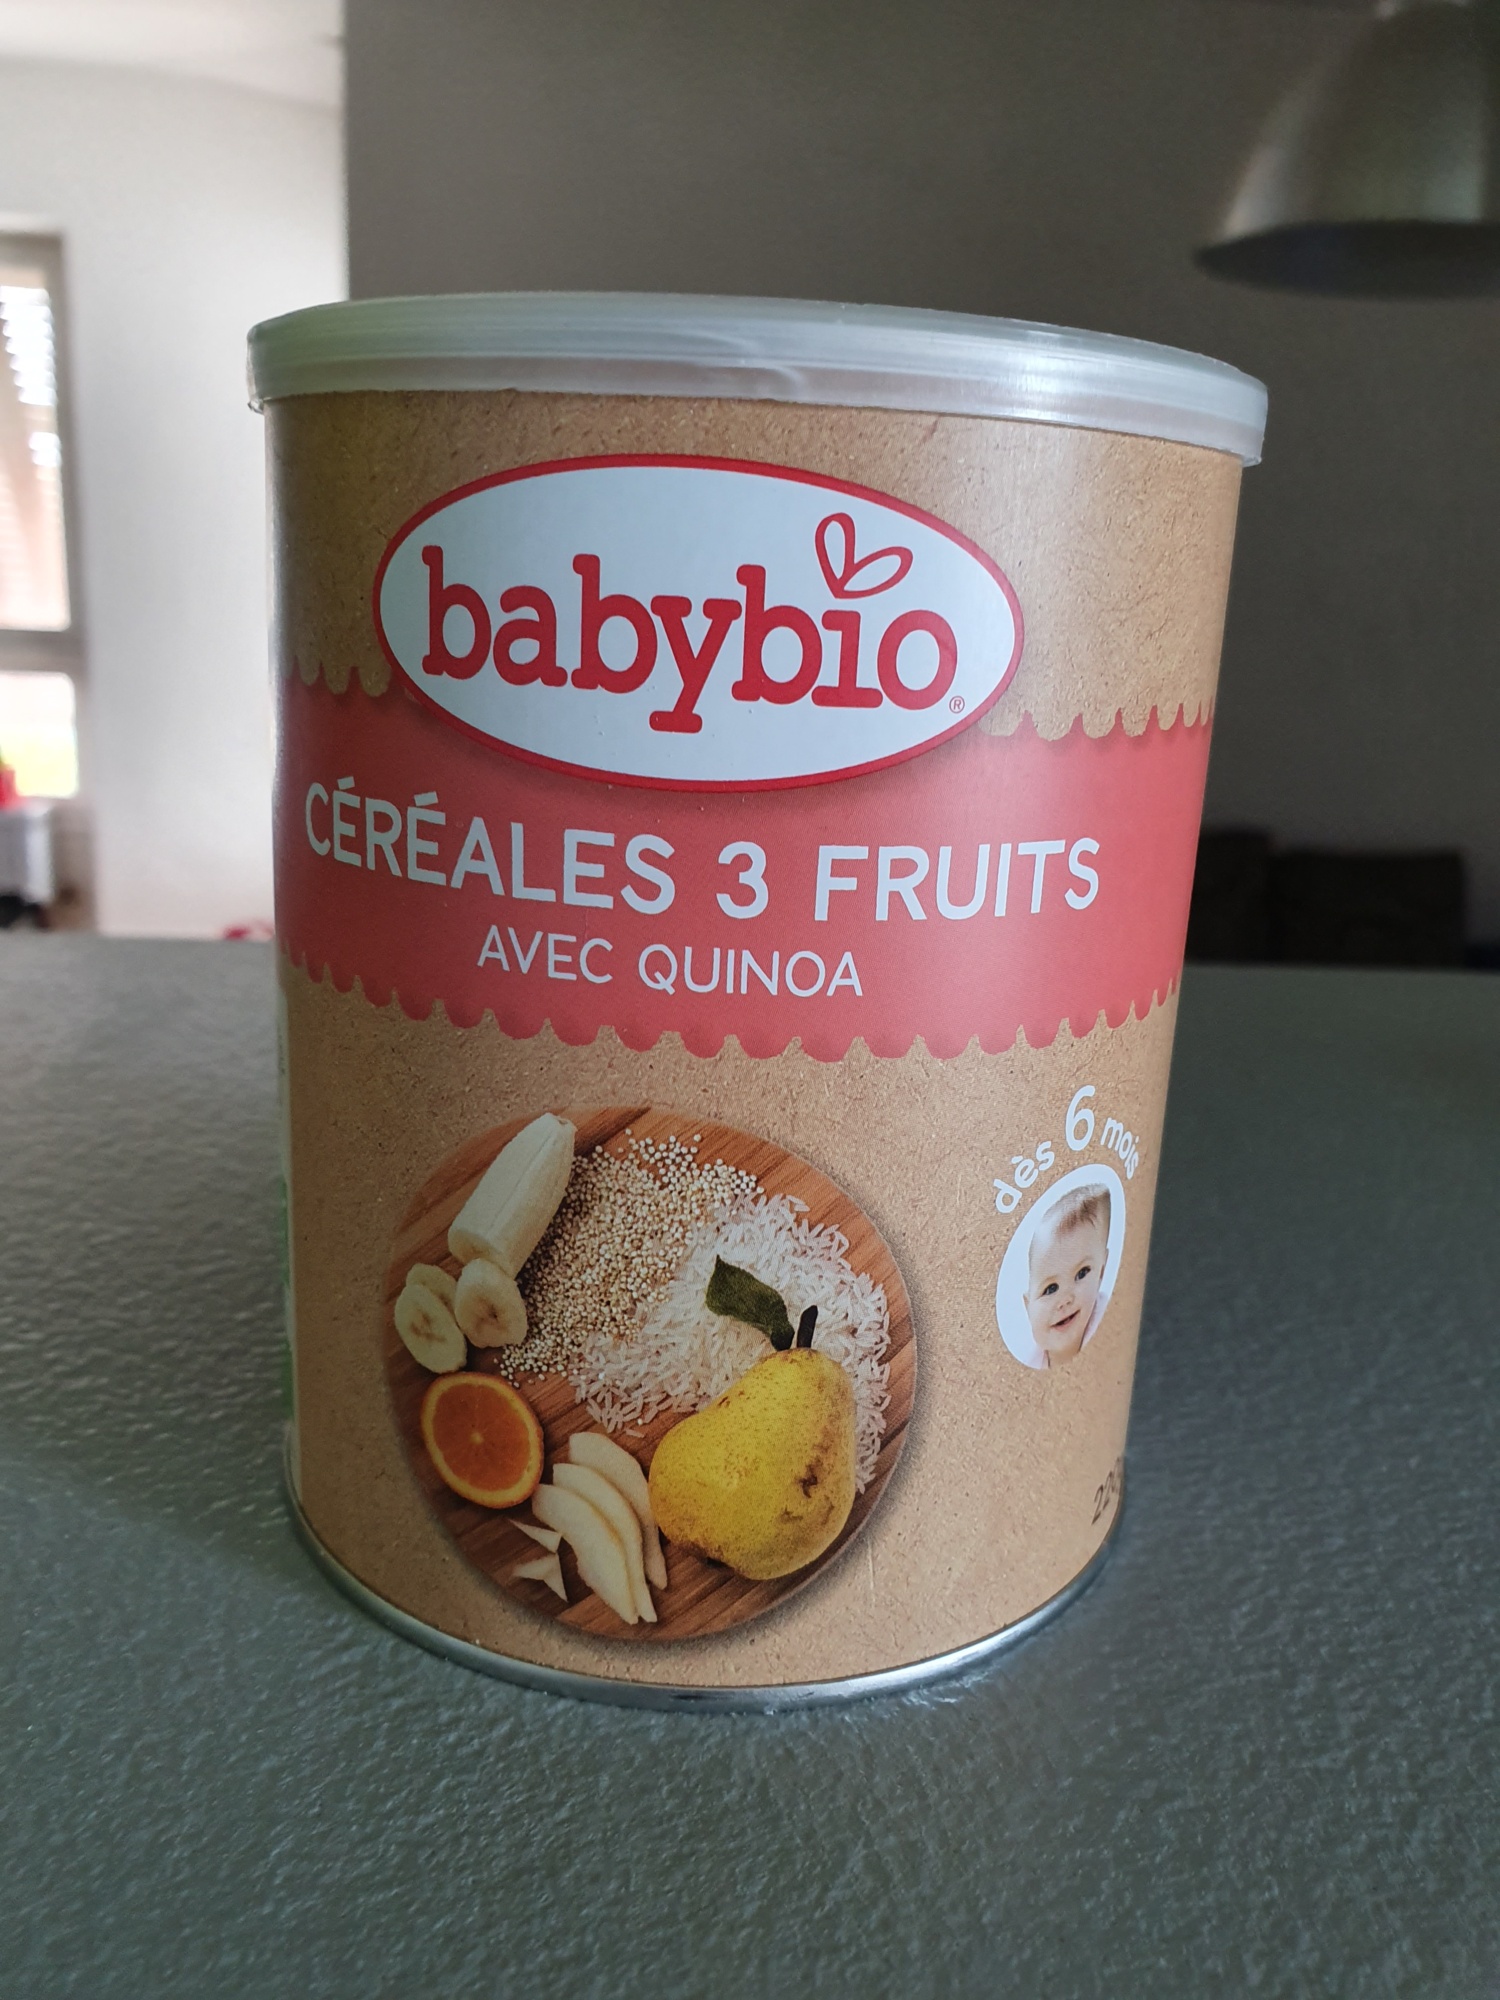 babybio®
CÉRÉALES 3 FRUITS
AVEC QUINOA
dès 6 mois